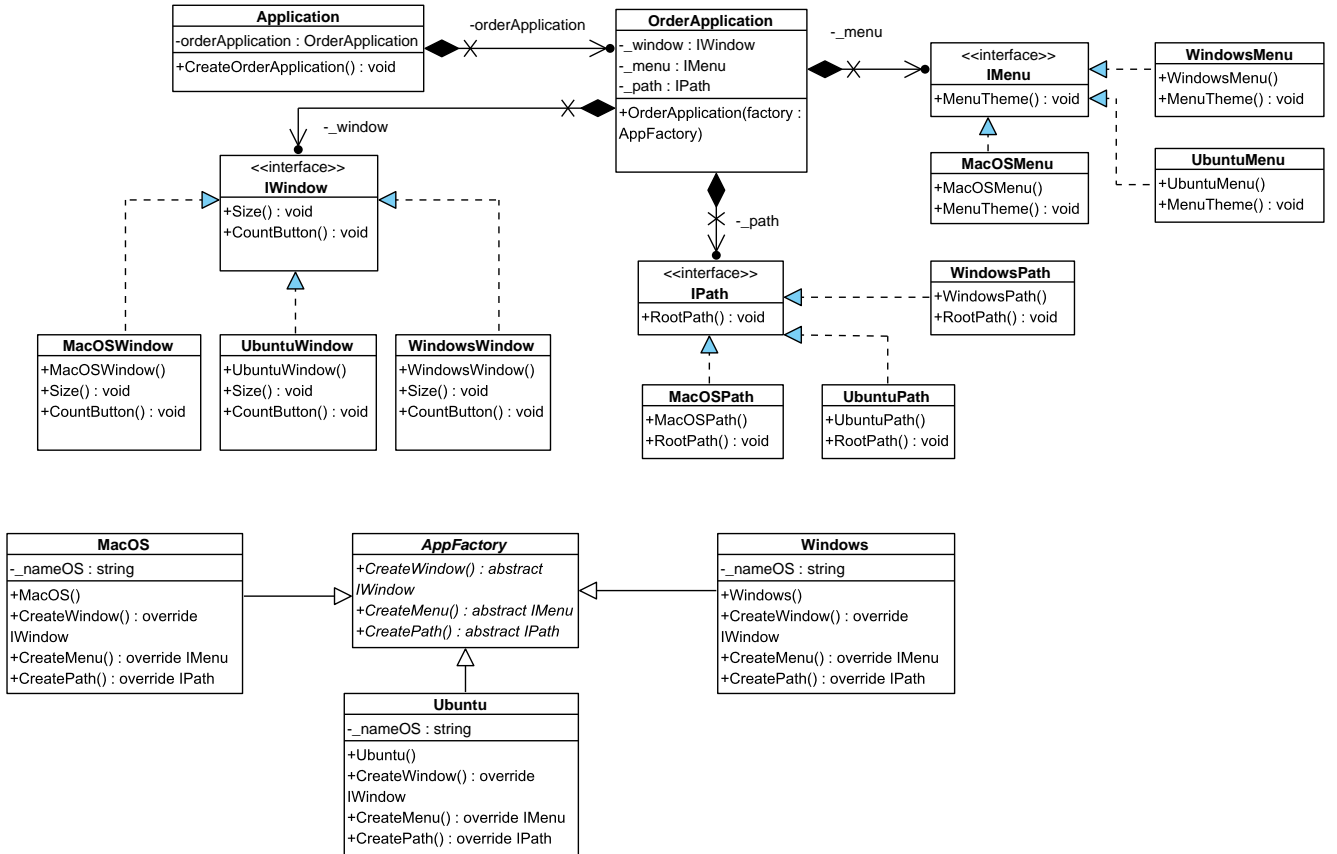 Application
-orderApplication : OrderApplication
+CreateOrderApplication() : void
-orderApplication
OrderApplication
-_window : IWindow
-_menu : IMenu
-_path : IPath
+OrderApplication(factory :
AppFactory)
-_menu
<<interface>>
IMenu
+MenuTheme() : void
WindowsMenu
+WindowsMenu()
+MenuTheme() : void
MacOSMenu
+MacOSMenu()
+MenuTheme() : void
UbuntuMenu
+UbuntuMenu()
+MenuTheme() : void
-_window
<<interface>>
IWindow
+Size() : void
+CountButton() : void
-_path
<<interface>>
IPath
+RootPath() : void
WindowsPath
+WindowsPath()
+RootPath() : void
MacOSWindow
+MacOSWindow()
+Size() : void
+CountButton() : void
UbuntuWindow
+UbuntuWindow()
+Size() : void
+CountButton() : void
WindowsWindow
+WindowsWindow()
+Size() : void
+CountButton() : void
MacOSPath
+MacOSPath()
+RootPath() : void
UbuntuPath
+UbuntuPath()
+RootPath() : void
MacOS
-_nameOS : string
+MacOS()
+CreateWindow() : override
IWindow
+CreateMenu() : override IMenu
+CreatePath() : override IPath
AppFactory
+CreateWindow() : abstract
IWindow
+CreateMenu() : abstract IMenu
+CreatePath() : abstract IPath
Windows
-_nameOS : string
+Windows()
+CreateWindow() : override
IWindow
+CreateMenu() : override IMenu
+CreatePath() : override IPath
Ubuntu
-_nameOS : string
+Ubuntu()
+CreateWindow() : override
IWindow
+CreateMenu() : override IMenu
+CreatePath() : override IPath